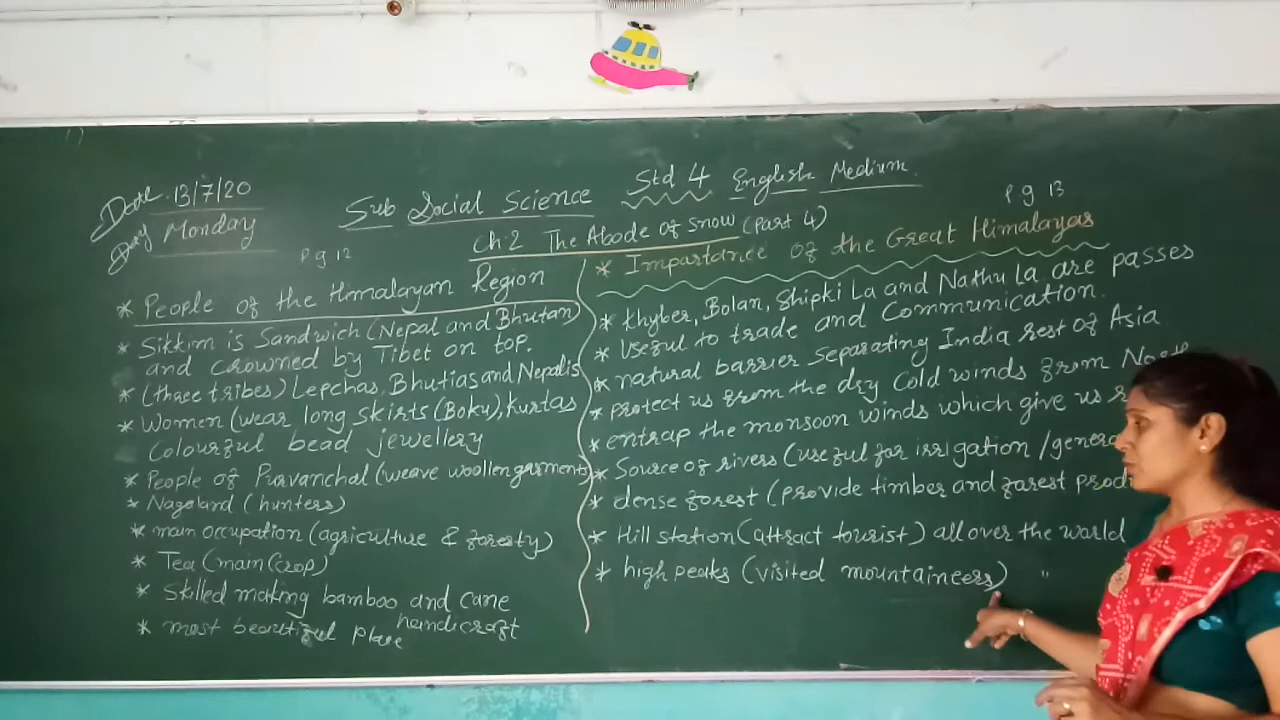 Date 13/7/20
Day Monday
Sub Social Science
Std 4 English Medium
Ch 2 The Abode of Snow (Part 4)
Pg 12
* People of the Himalayan Region
* Sikkim is Sandwich (Nepal and Bhutan)
and crowned by Tibet on top.
* (three tribes) Lepchas, Bhutias and Nepalis
* Women (wear long skirts (Boku), kurtas
Colourful bead jewellery
* People of Purvanchal (weave woollen garments
* Nagaland (hunters)
* main occupation (agriculture & foresty)
* Tea (main crop)
* Skilled making bamboo and cane
handicraft
* most beautiful place
Pg 13
* Importance of the Great Himalayas
* Khyber, Bolan, Shipki La and Nathu La are passes
* Useful to trade and Communication.
* natural barrier separating India rest of Asia
* protect us from the dry cold winds from
* entrap the monsoon winds which give us
* Source of rivers (useful for irrigation /
* dense forest (provide timber and forest
* Hill station (attract tourist) all over the world
* high peaks (visited mountaineers) "